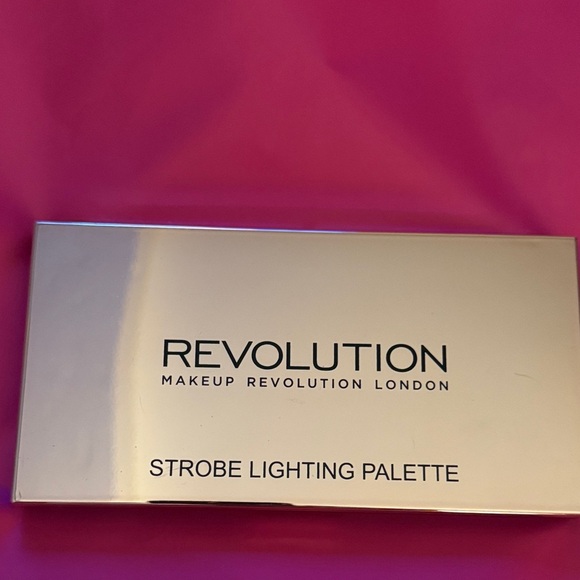 REVOLUTION
MAKEUP REVOLUTION LONDON
STROBE LIGHTING PALETTE